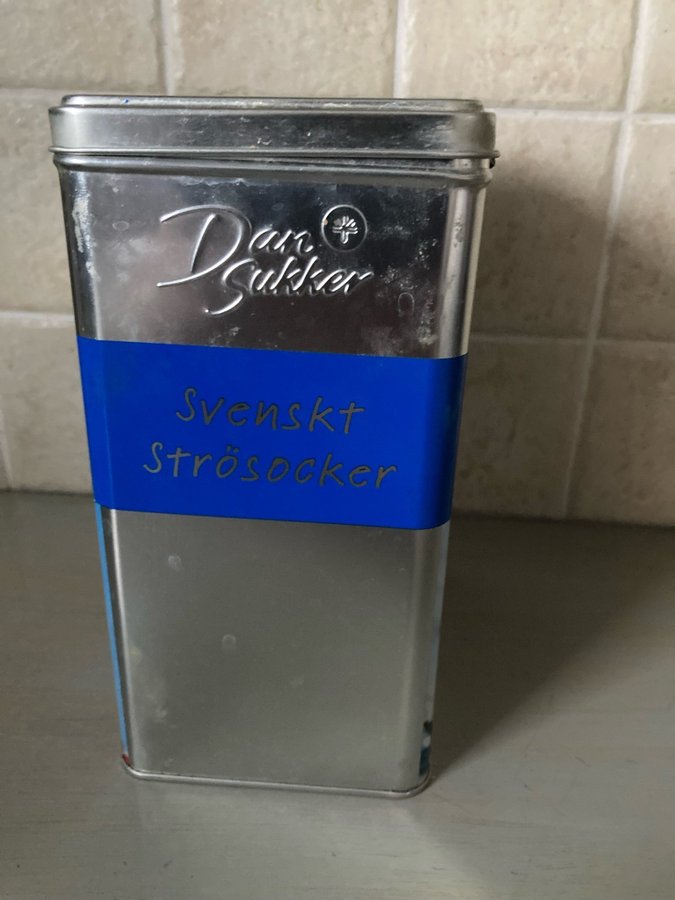 Dan
Sukker
Svenskt
Strösocker